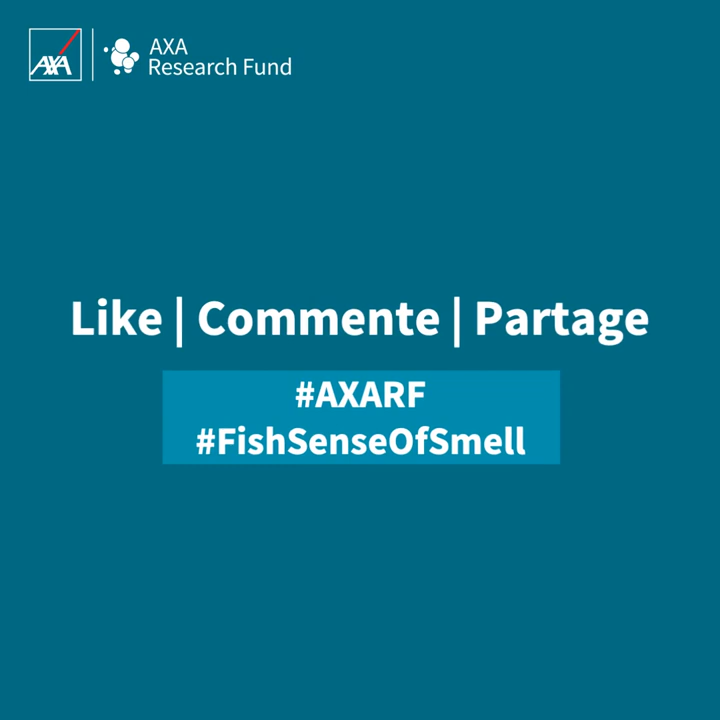 AXA
AXA
Research Fund
Like | Commente | Partage
#AXARF
#FishSenseOfSmell